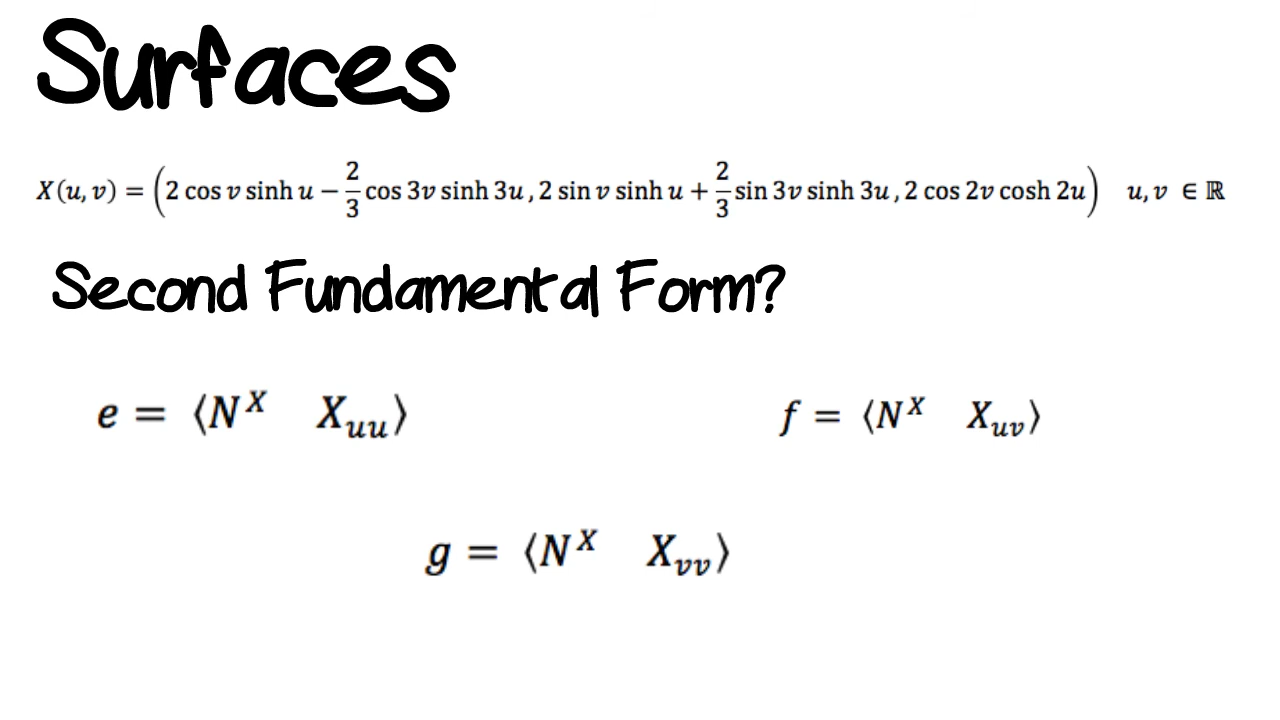 Surfaces
X(u, v) = (2 cos v sinh u − 2/3 cos 3v sinh 3u , 2 sin v sinh u + 2/3 sin 3v sinh 3u , 2 cos 2v cosh 2u)   u, v ∈ ℝ
Second Fundamental Form?
e = ⟨N^X   X_uu⟩   f = ⟨N^X   X_uv⟩
g = ⟨N^X   X_vv⟩